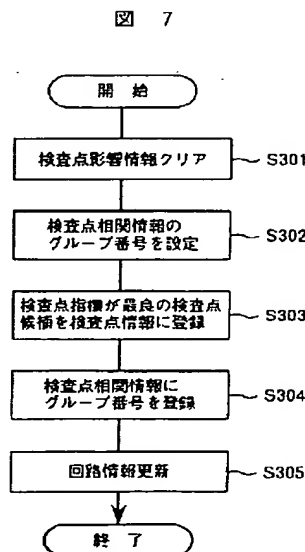 図 7
開 始
検査点影響情報クリア
S301
検査点相関情報の
グループ番号を設定
S302
検査点指標が最良の検査点
候補を検査点情報に登録
S303
検査点相関情報に
グループ番号を登録
S304
回路情報更新
S305
終 了